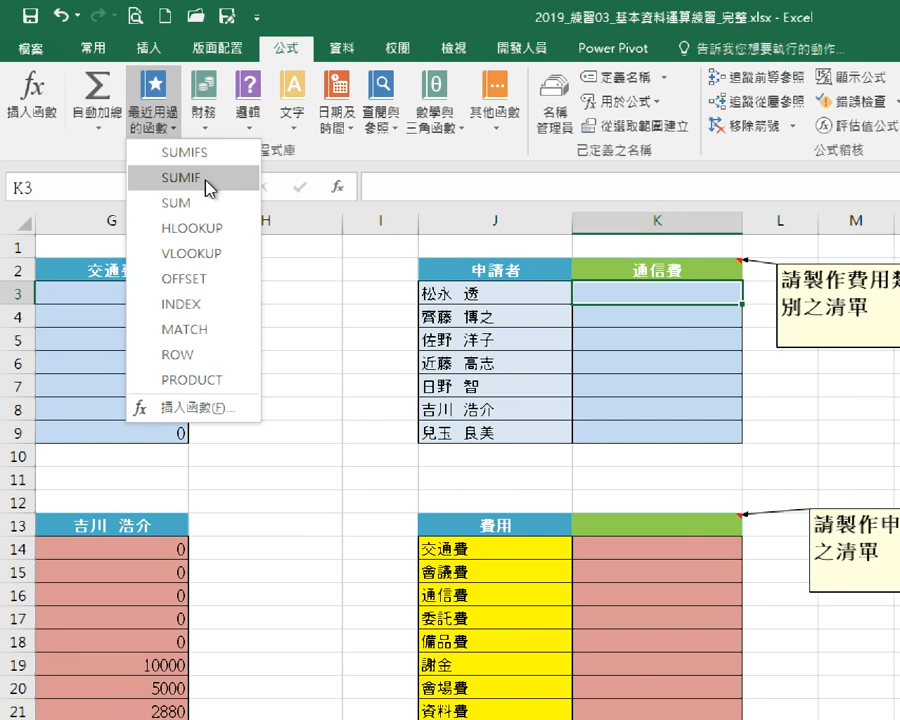 2019_練習03_基本資料運算練習_完整.xlsx - Excel
檔案 常用 插入 版面配置 公式 資料 校閱 檢視 開發人員 Power Pivot 告訴我您想要執行的動作...
插入函數
自動加總
最近用過的函數
財務
邏輯
文字
日期及時間
查閱與參照
數學與三角函數
其他函數
名稱管理員
定義名稱
用於公式
從選取範圍建立
追蹤前導參照
追蹤從屬參照
移除箭號
顯示公式
錯誤檢查
評估值公式
程式庫
已定義之名稱
公式稽核
SUMIFS
SUMIF
SUM
HLOOKUP
VLOOKUP
OFFSET
INDEX
MATCH
ROW
PRODUCT
fx 插入函數(F)...
K3
fx
G H I J K L M
1
2 交通 申請者 通信費
3 松永 透
4 齊藤 博之
5 佐野 洋子
6 近藤 高志
7 日野 智
8 吉川 浩介
9 0 兒玉 良美
10
11
12
13 吉川 浩介 費用
14 0 交通費
15 0 會議費
16 0 通信費
17 0 委託費
18 0 備品費
19 10000 謝金
20 5000 會場費
21 2880 資料費
請製作費用類
別之清單
請製作申
之清單